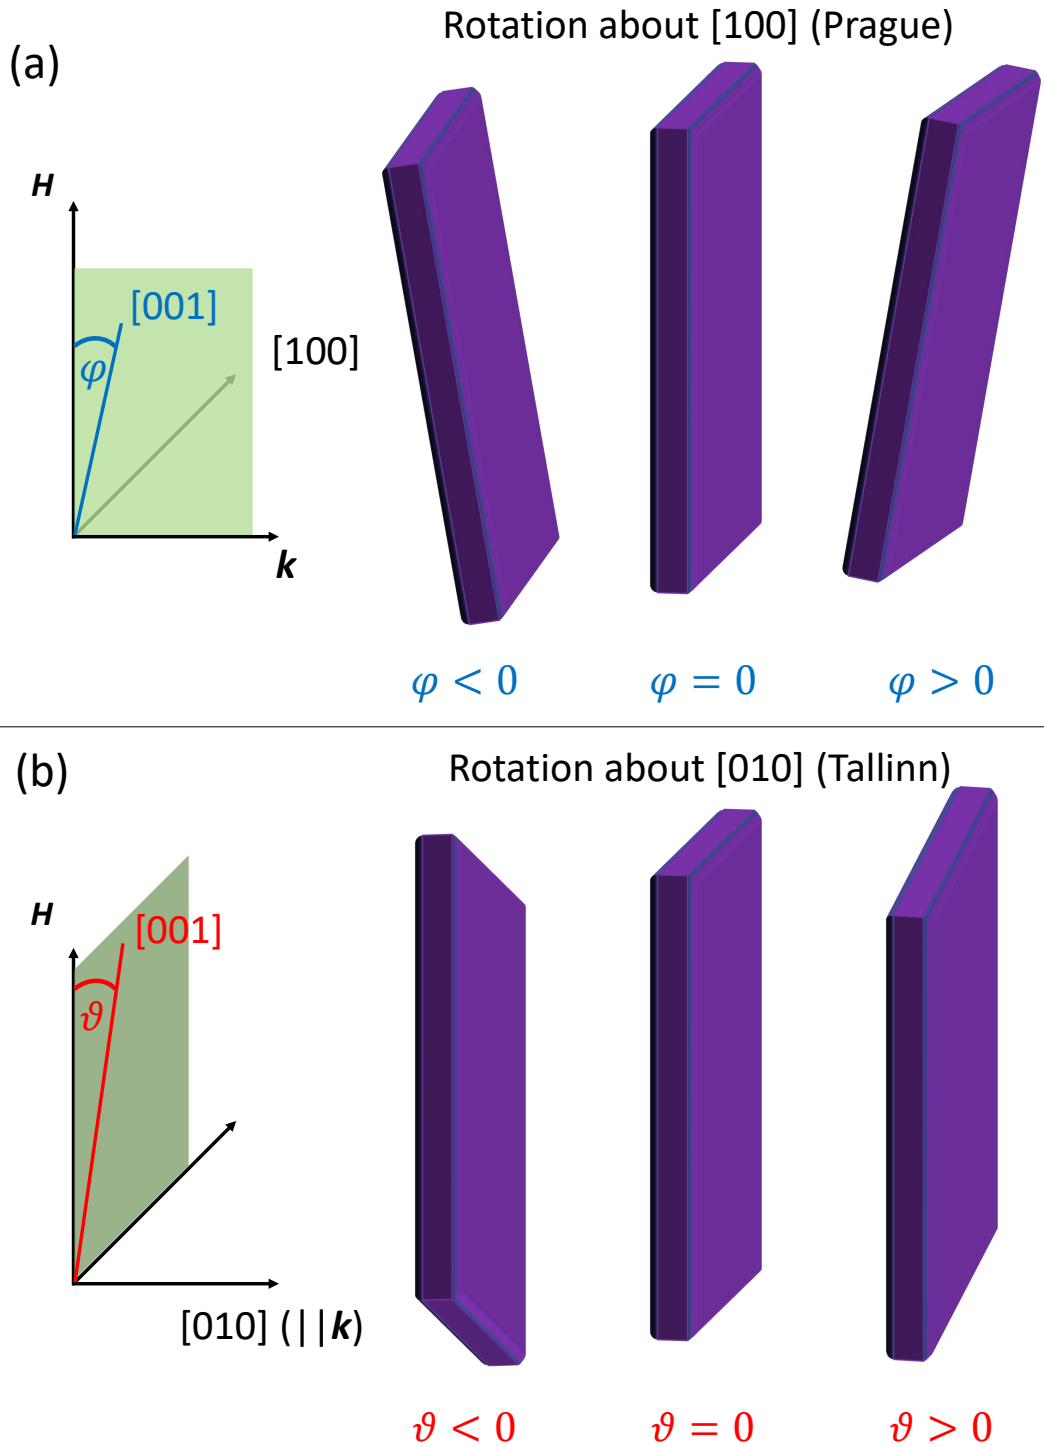 Rotation about [100] (Prague)
(a)
H
[001]
φ
[100]
k
φ < 0
φ = 0
φ > 0
(b)
Rotation about [010] (Tallinn)
H
[001]
ϑ
[010] (||k)
ϑ < 0
ϑ = 0
ϑ > 0